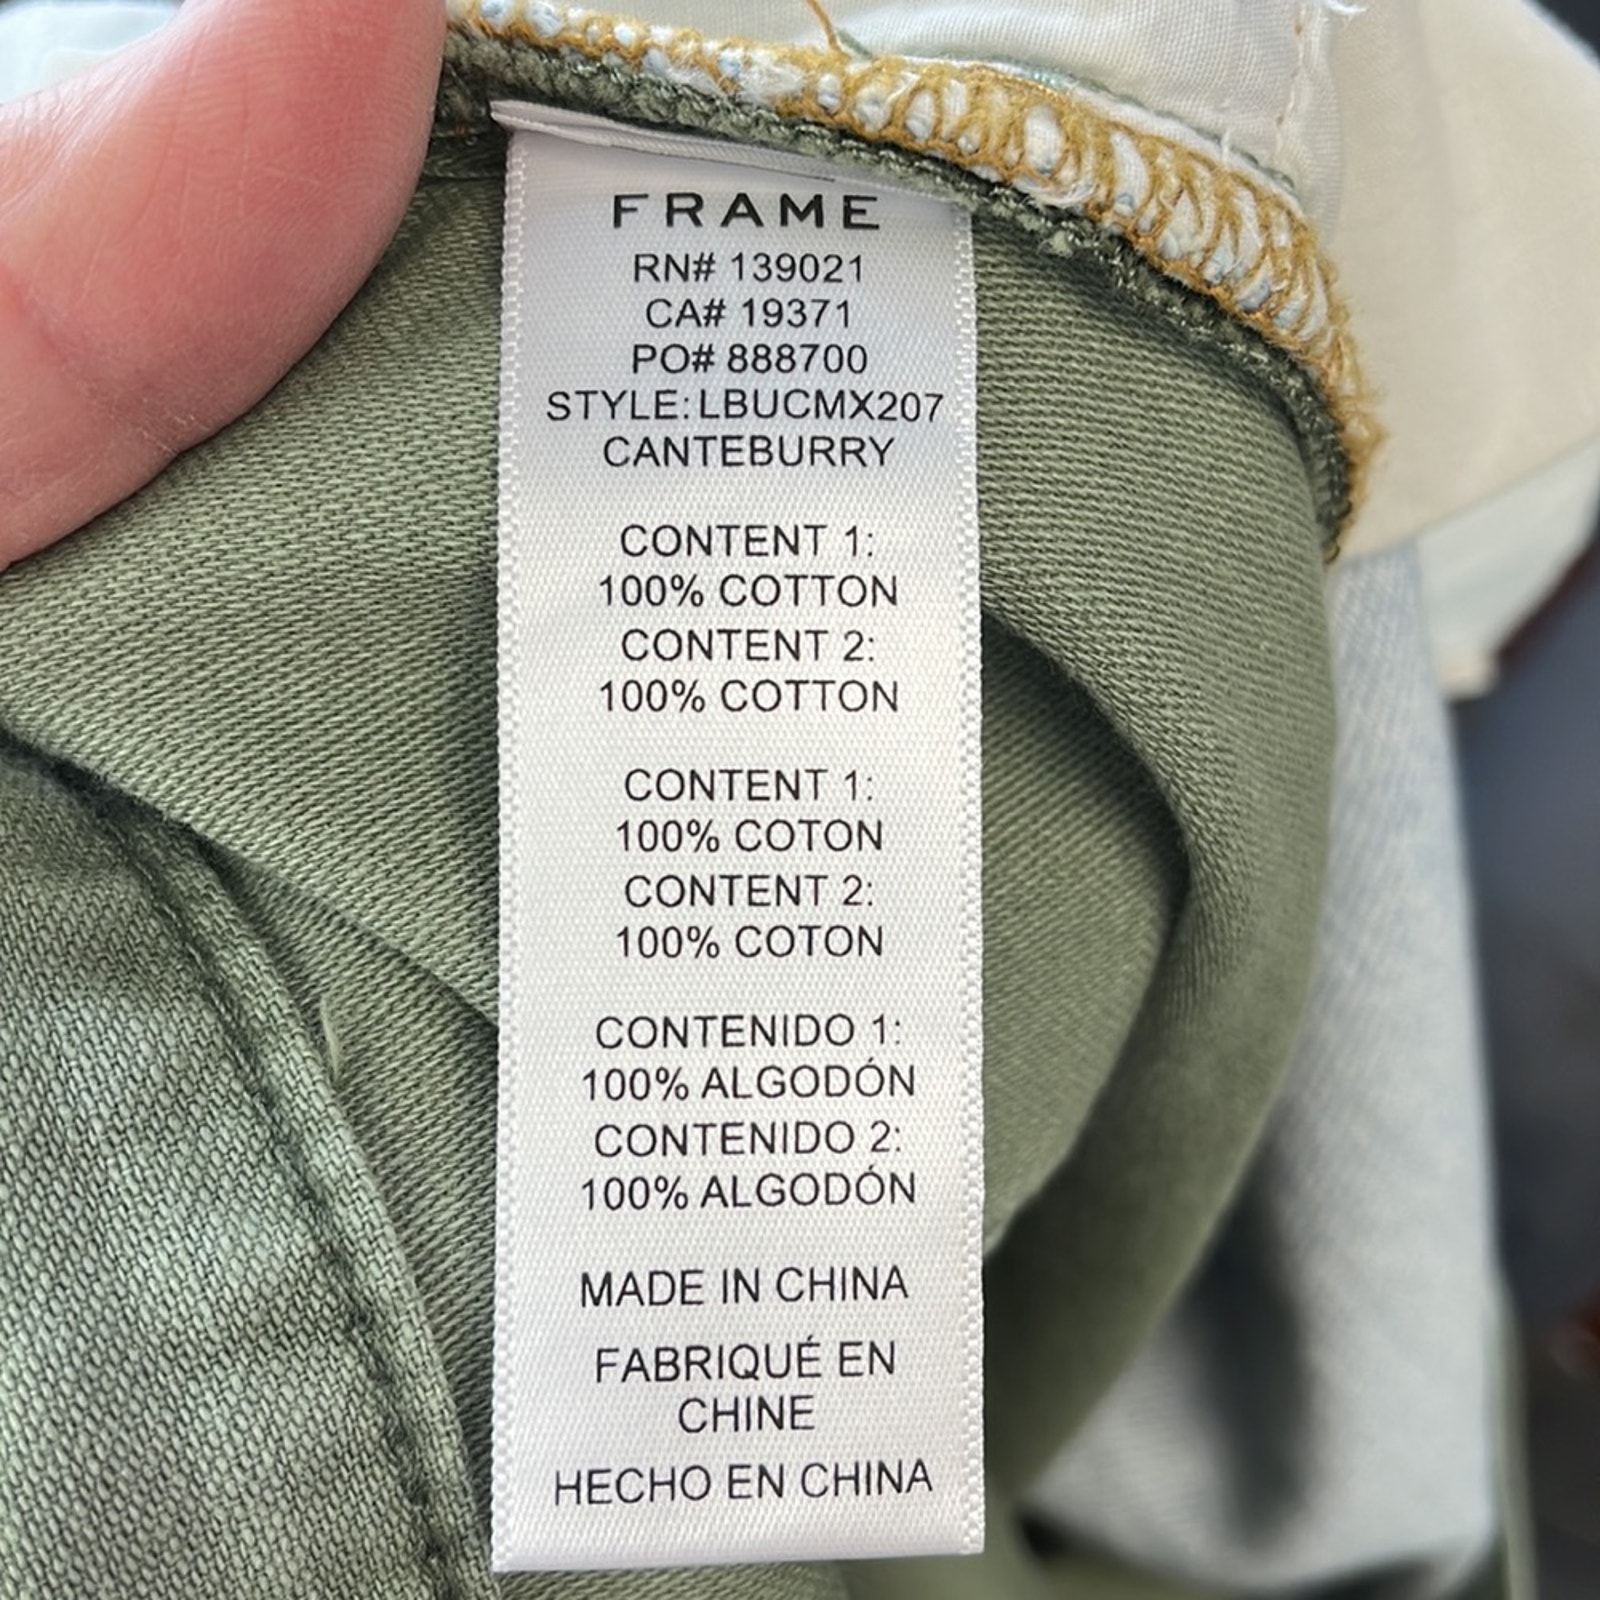 FRAME
RN# 139021
CA# 19371
PO# 888700
STYLE: LBUCMX207
CANTEBURRY
CONTENT 1:
100% COTTON
CONTENT 2:
100% COTTON
CONTENT 1:
100% COTON
CONTENT 2:
100% COTON
CONTENIDO 1:
100% ALGODÓN
CONTENIDO 2:
100% ALGODÓN
MADE IN CHINA
FABRIQUÉ EN
CHINE
HECHO EN CHINA